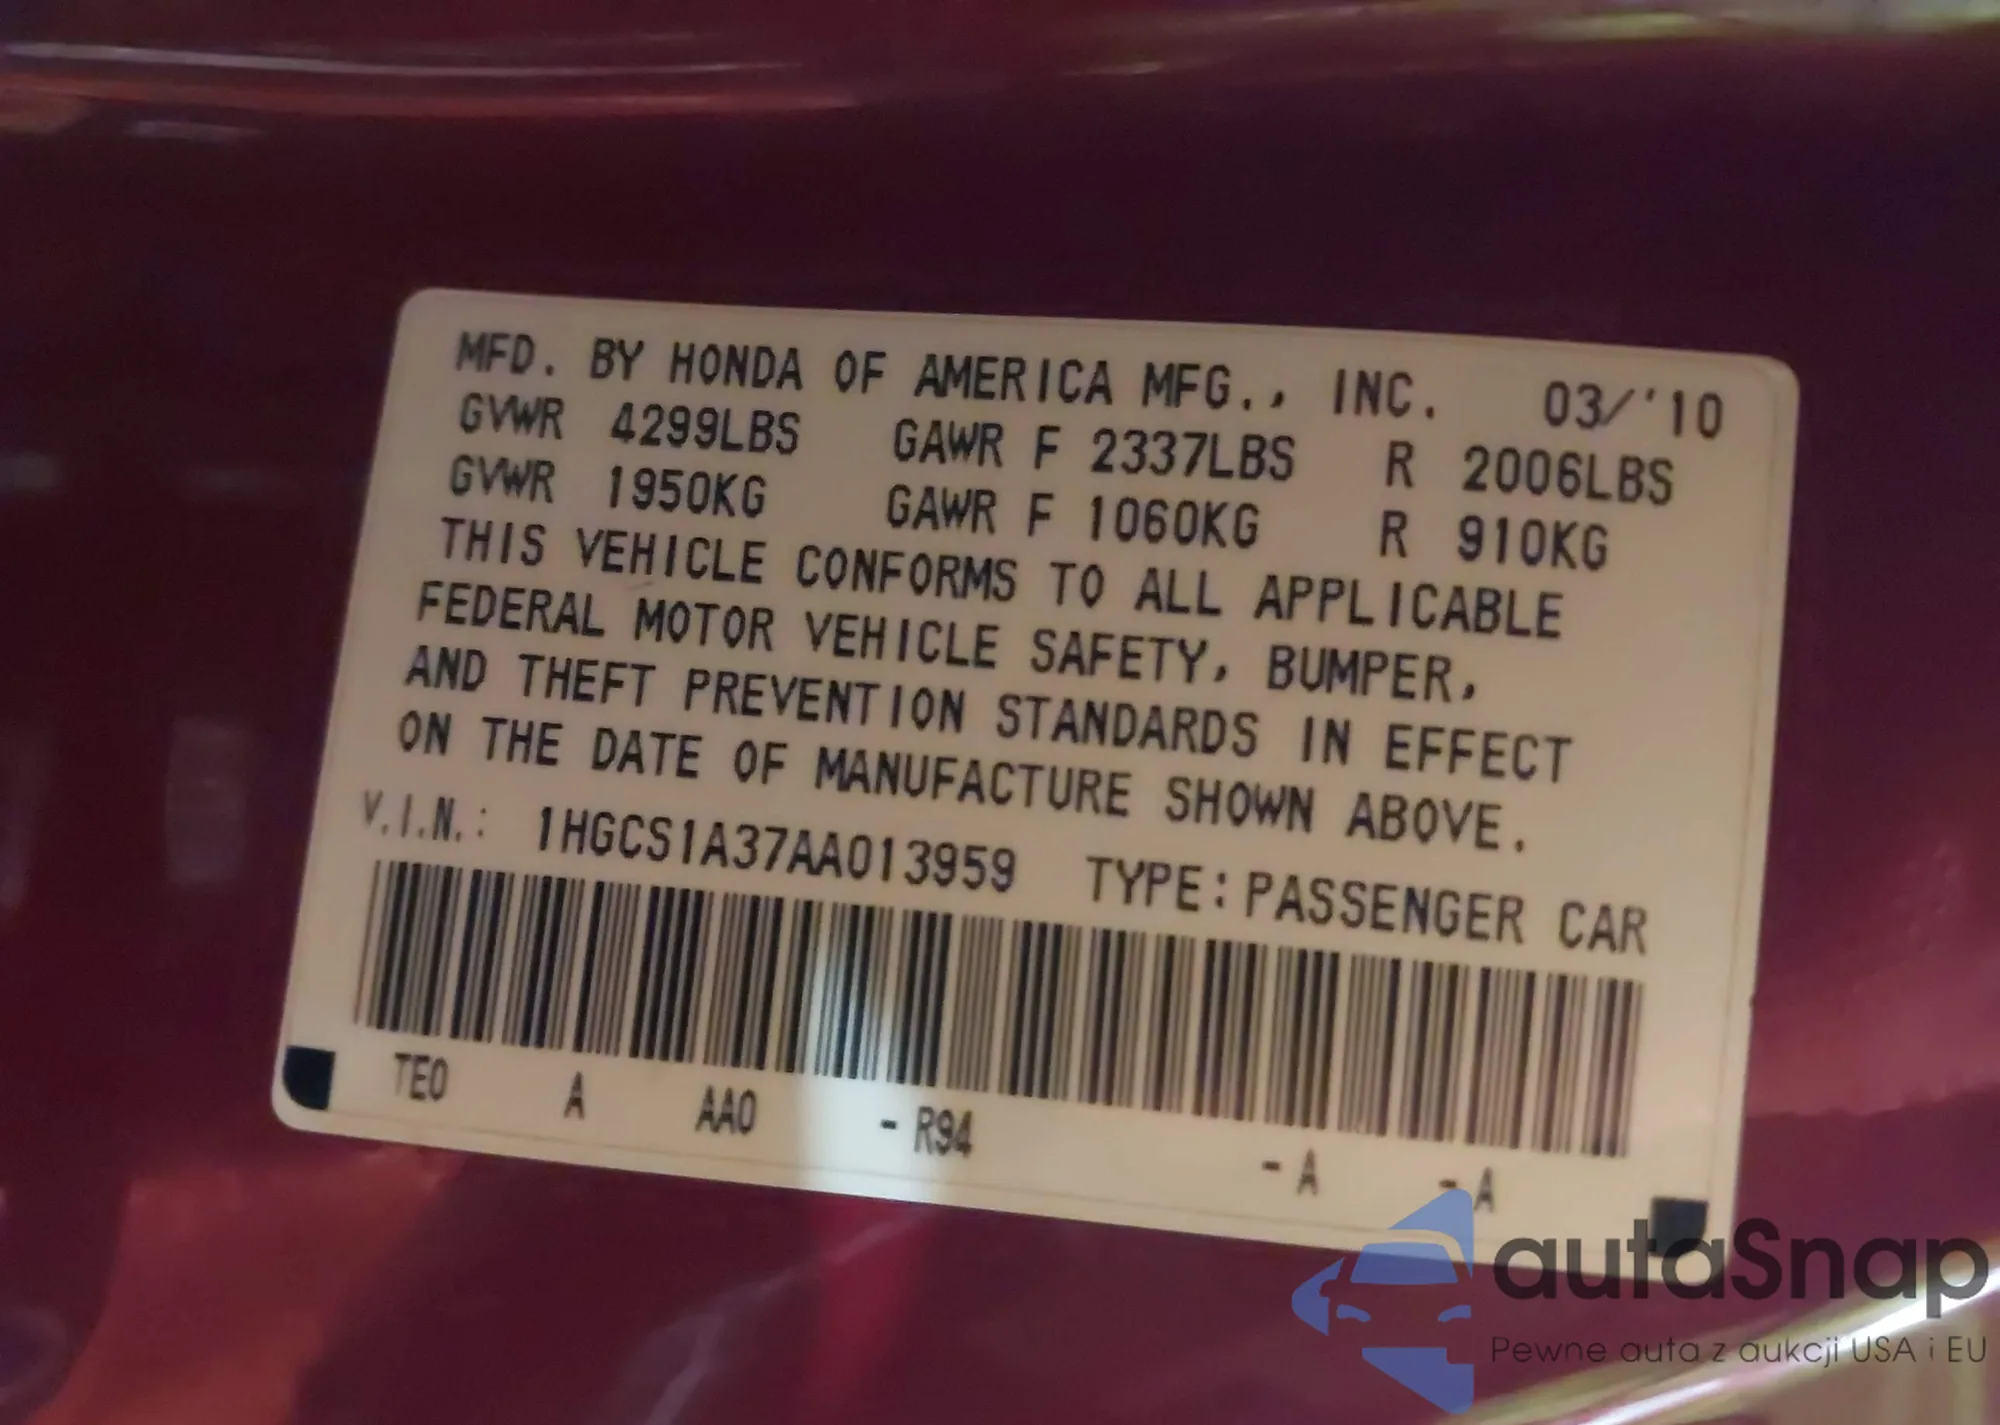 MFD. BY HONDA OF AMERICA MFG., INC. 03/'10
GVWR 4299LBS GAWR F 2337LBS R 2006LBS
GVWR 1950KG GAWR F 1060KG R 910KG
THIS VEHICLE CONFORMS TO ALL APPLICABLE
FEDERAL MOTOR VEHICLE SAFETY, BUMPER,
AND THEFT PREVENTION STANDARDS IN EFFECT
ON THE DATE OF MANUFACTURE SHOWN ABOVE.
V.I.N.: 1HGCS1A37AA013959 TYPE: PASSENGER CAR
TE0 A AA0 - R94 - A - A
autaSnap
Pewne auta z aukcji USA i EU